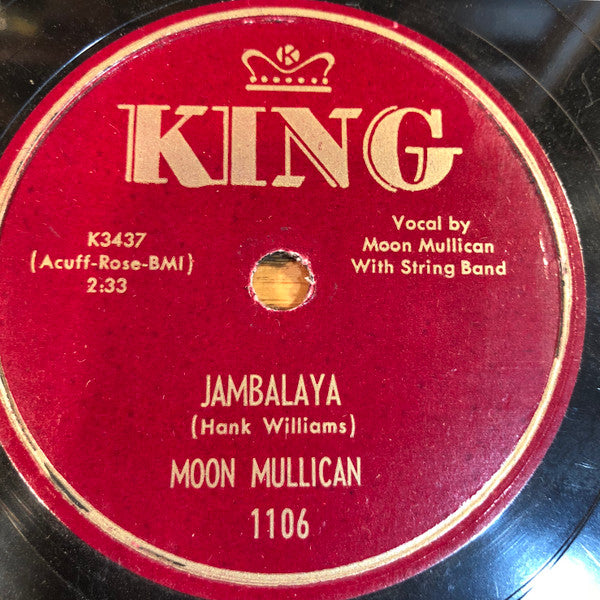 K
KING
K3437
(Acuff-Rose-BMI)
2:33
Vocal by
Moon Mullican
With String Band
JAMBALAYA
(Hank Williams)
MOON MULLICAN
1106